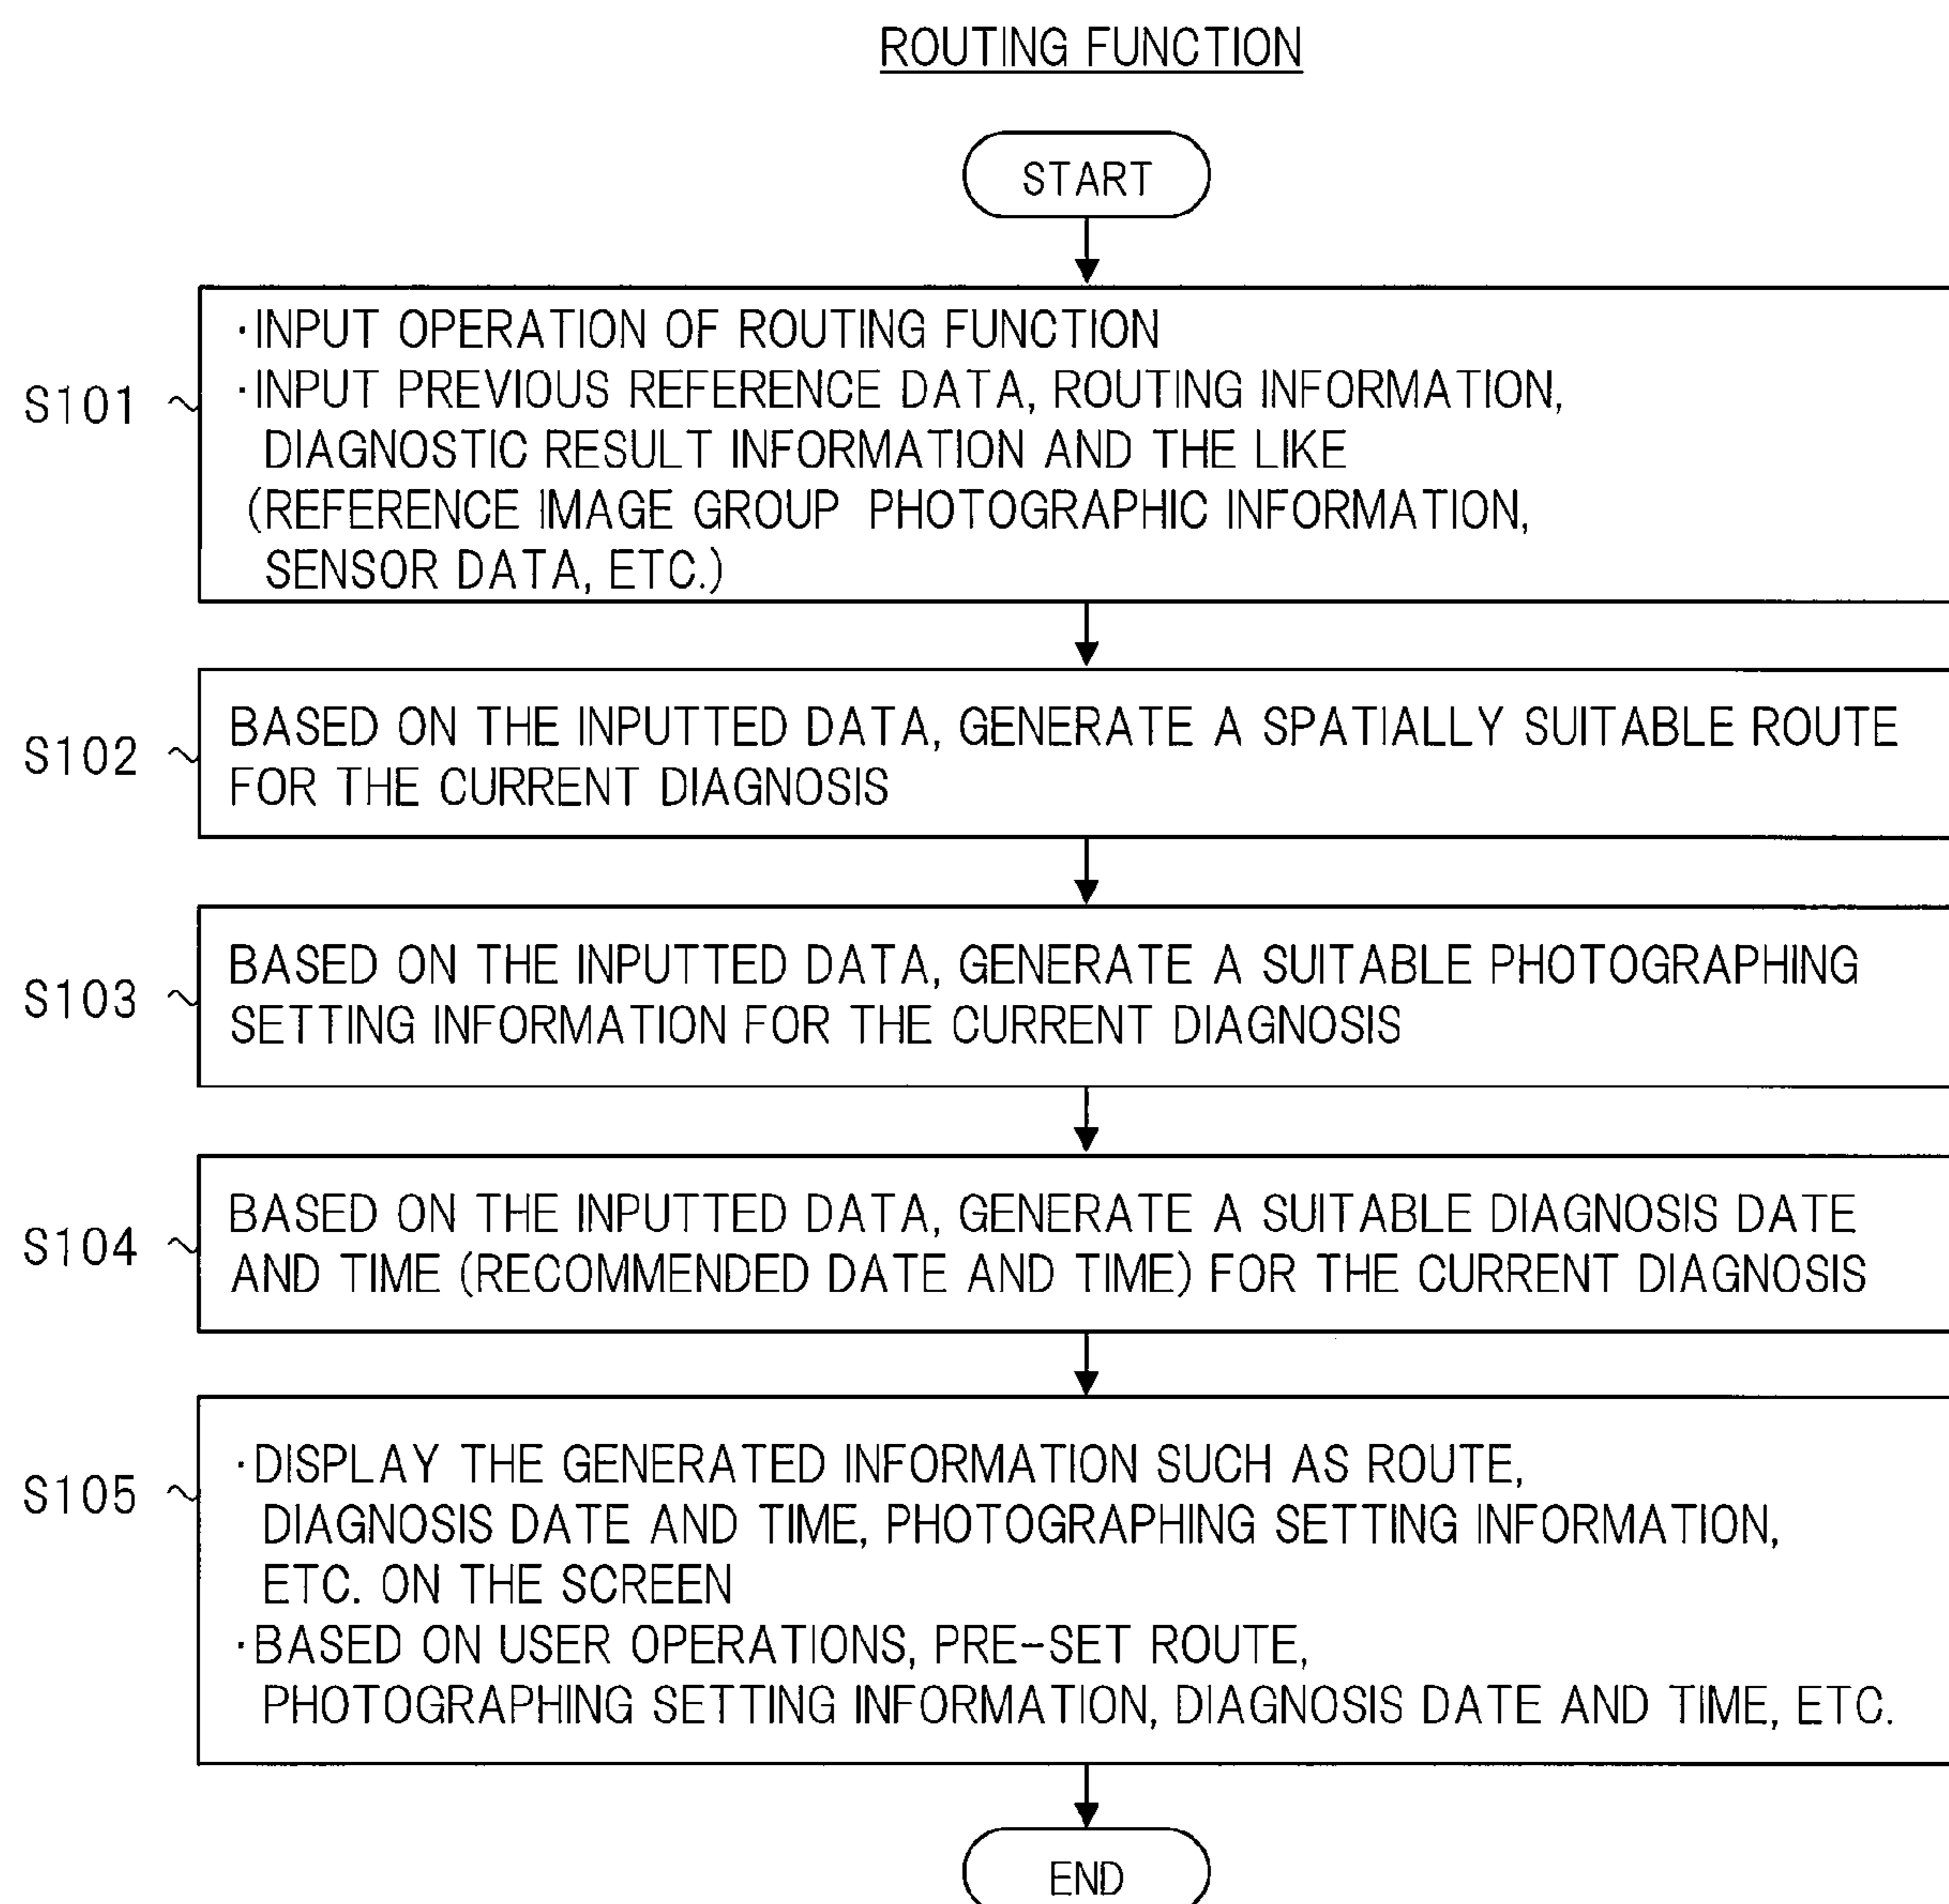 ROUTING FUNCTION
START
S101
·INPUT OPERATION OF ROUTING FUNCTION
·INPUT PREVIOUS REFERENCE DATA, ROUTING INFORMATION,
DIAGNOSTIC RESULT INFORMATION AND THE LIKE
(REFERENCE IMAGE GROUP PHOTOGRAPHIC INFORMATION,
SENSOR DATA, ETC.)
S102
BASED ON THE INPUTTED DATA, GENERATE A SPATIALLY SUITABLE ROUTE
FOR THE CURRENT DIAGNOSIS
S103
BASED ON THE INPUTTED DATA, GENERATE A SUITABLE PHOTOGRAPHING
SETTING INFORMATION FOR THE CURRENT DIAGNOSIS
S104
BASED ON THE INPUTTED DATA, GENERATE A SUITABLE DIAGNOSIS DATE
AND TIME (RECOMMENDED DATE AND TIME) FOR THE CURRENT DIAGNOSIS
S105
·DISPLAY THE GENERATED INFORMATION SUCH AS ROUTE,
DIAGNOSIS DATE AND TIME, PHOTOGRAPHING SETTING INFORMATION,
ETC. ON THE SCREEN
·BASED ON USER OPERATIONS, PRE-SET ROUTE,
PHOTOGRAPHING SETTING INFORMATION, DIAGNOSIS DATE AND TIME, ETC.
END